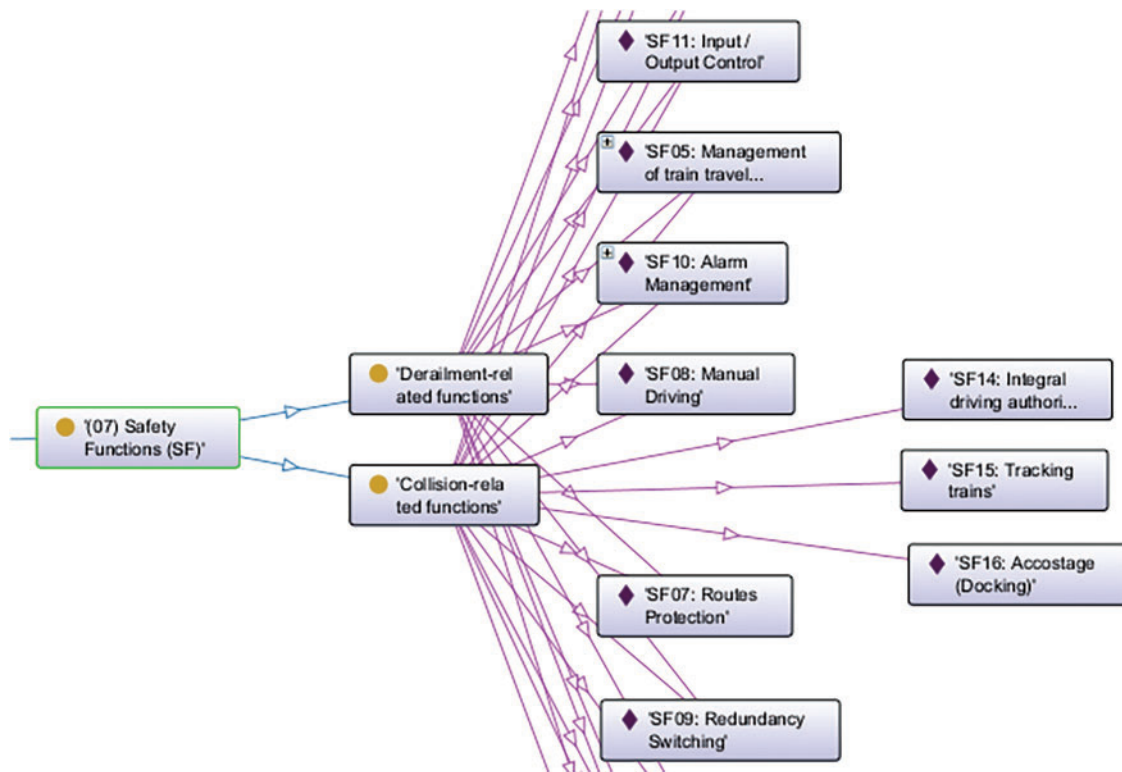 'SF11: Input /
Output Control'
'SF05: Management
of train travel...
'SF10: Alarm
Management'
'Derailment-rel
ated functions'
'SF08: Manual
Driving'
'SF14: Integral
driving authori...
'(07) Safety
Functions (SF)'
'Collision-rela
ted functions'
'SF15: Tracking
trains'
'SF16: Accostage
(Docking)'
'SF07: Routes
Protection'
'SF09: Redundancy
Switching'